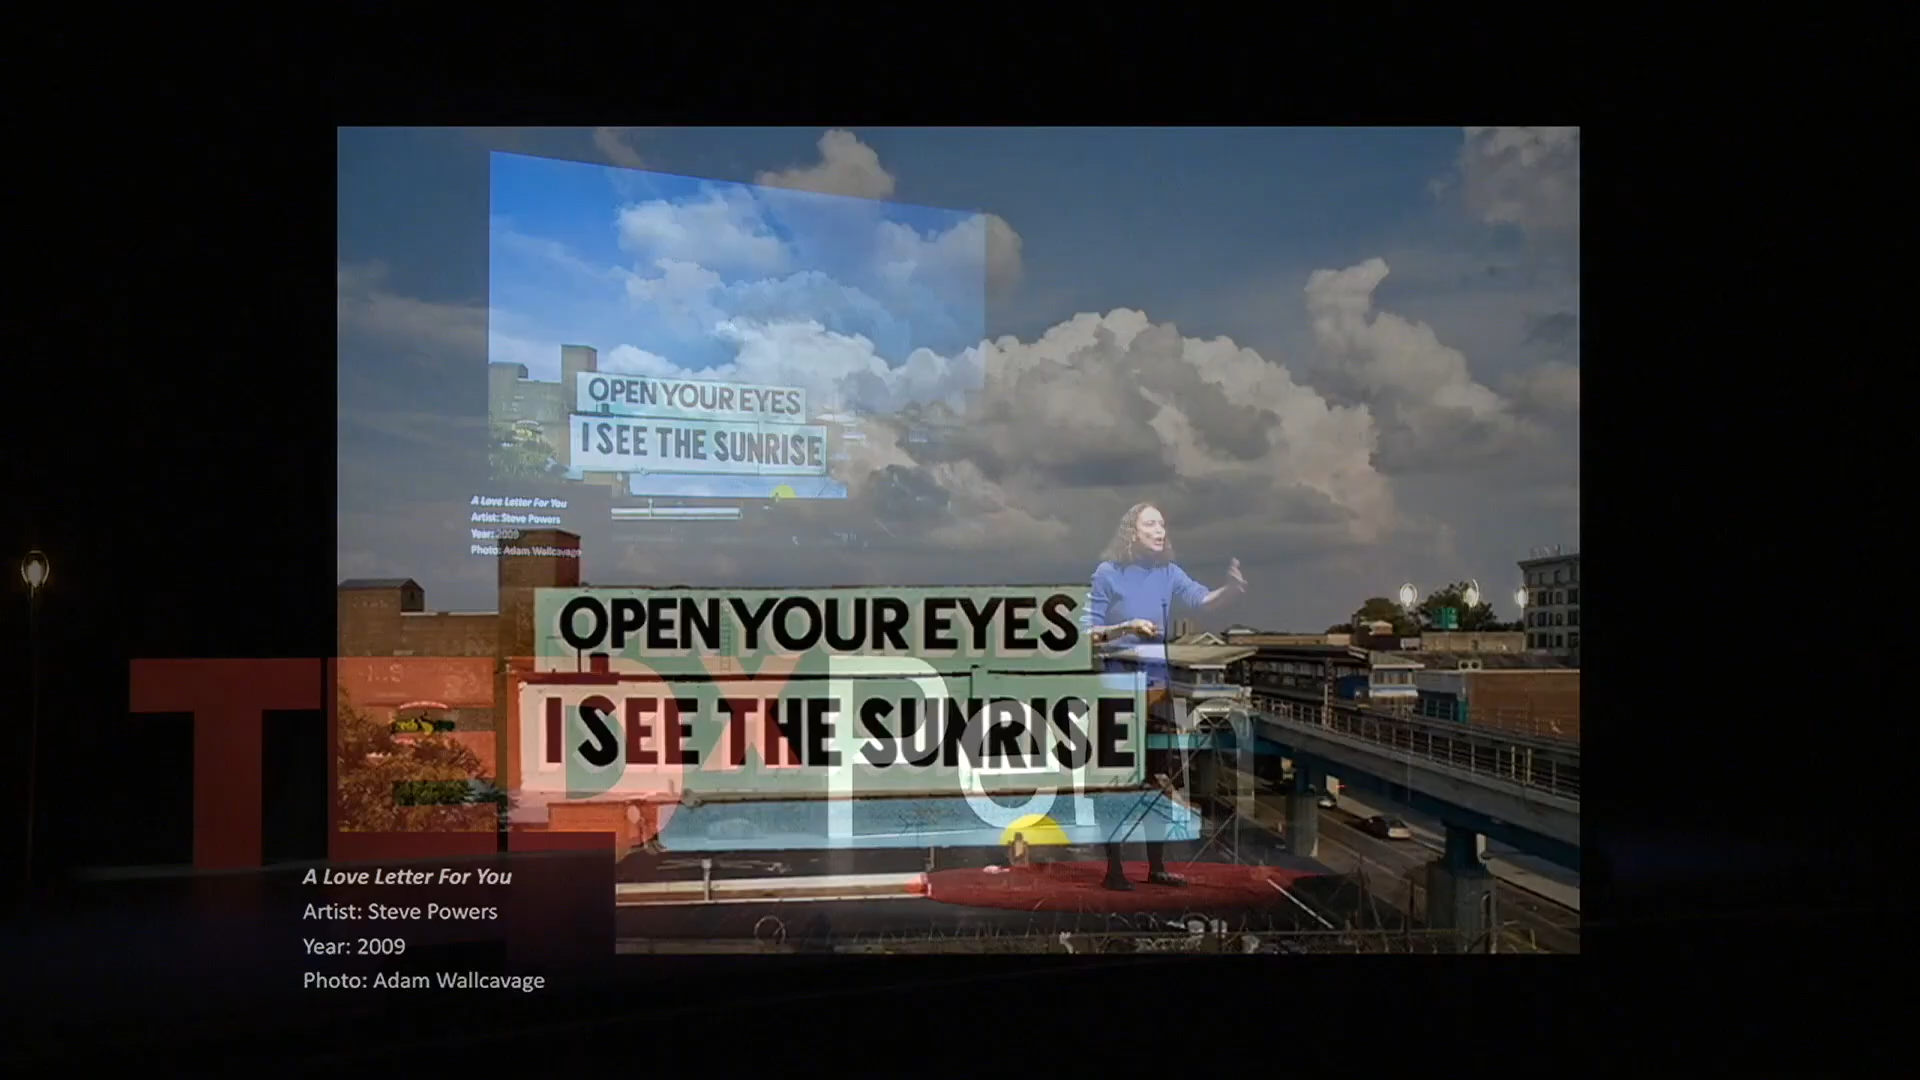 OPEN YOUR EYES
I SEE THE SUNRISE
A Love Letter For You
Artist: Steve Powers
Year: 2009
Photo: Adam Wallcavage
OPEN YOUR EYES
I SEE THE SUNRISE
TEDxPenn
A Love Letter For You
Artist: Steve Powers
Year: 2009
Photo: Adam Wallcavage